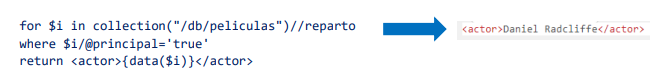 for $i in collection("/db/peliculas")//reparto
where $i/@principal='true'
return <actor>{data($i)}</actor>
<actor>Daniel Radcliffe</actor>